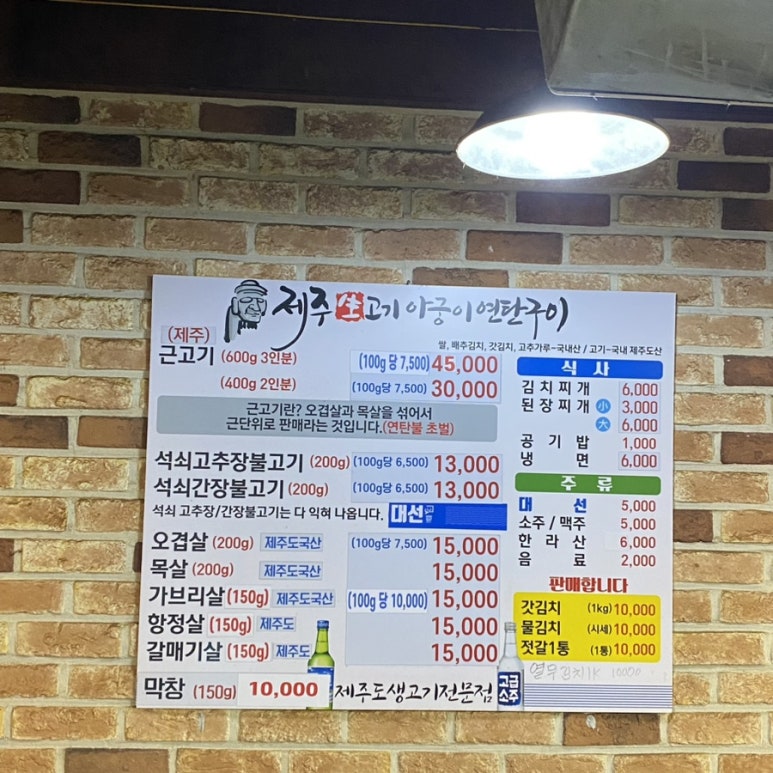 제주生고기 아궁이연탄구이
쌀, 배추김치, 갓김치, 고추가루-국내산 / 고기-국내 제주도산
(제주)
근고기 (600g 3인분) (100g 당 7,500) 45,000
(400g 2인분) (100g당 7,500) 30,000
근고기란? 오겹살과 목살을 섞어서
근단위로 판매라는 것입니다.(연탄불 초벌)
석쇠고추장불고기 (200g) (100g당 6,500) 13,000
석쇠간장불고기 (200g) (100g당 6,500) 13,000
석쇠 고추장/간장불고기는 다 익혀 나옵니다. 대선
오겹살 (200g) 제주도국산 (100g당 7,500) 15,000
목살 (200g) 제주도국산 15,000
가브리살 (150g) 제주도국산 (100g 당 10,000) 15,000
항정살 (150g) 제주도 15,000
갈매기살 (150g) 제주도 15,000
막창 (150g) 10,000 제주도생고기전문점
고급
소주
식 사
김치찌개 6,000
된장찌개 小 3,000
大 6,000
공 기 밥 1,000
냉 면 6,000
주 류
대 선 5,000
소주 / 맥주 5,000
한 라 산 6,000
음 료 2,000
판매합니다
갓김치 (1kg) 10,000
물김치 (시세) 10,000
젓갈1통 (1통) 10,000
열무김치 1K 10000